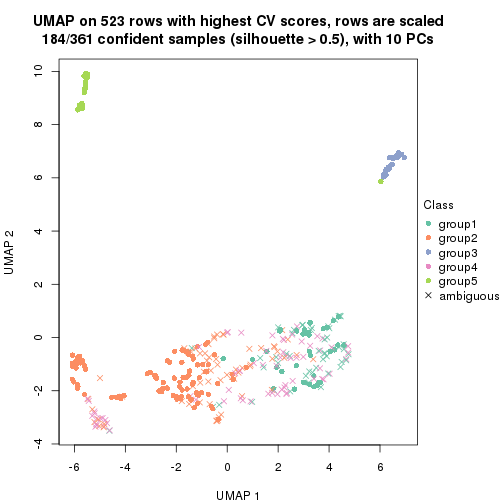 UMAP on 523 rows with highest CV scores, rows are scaled
184/361 confident samples (silhouette > 0.5), with 10 PCs
10
8
6
4
2
0
-2
-4
UMAP 2
-6
-4
-2
0
2
4
6
UMAP 1
Class
group1
group2
group3
group4
group5
ambiguous